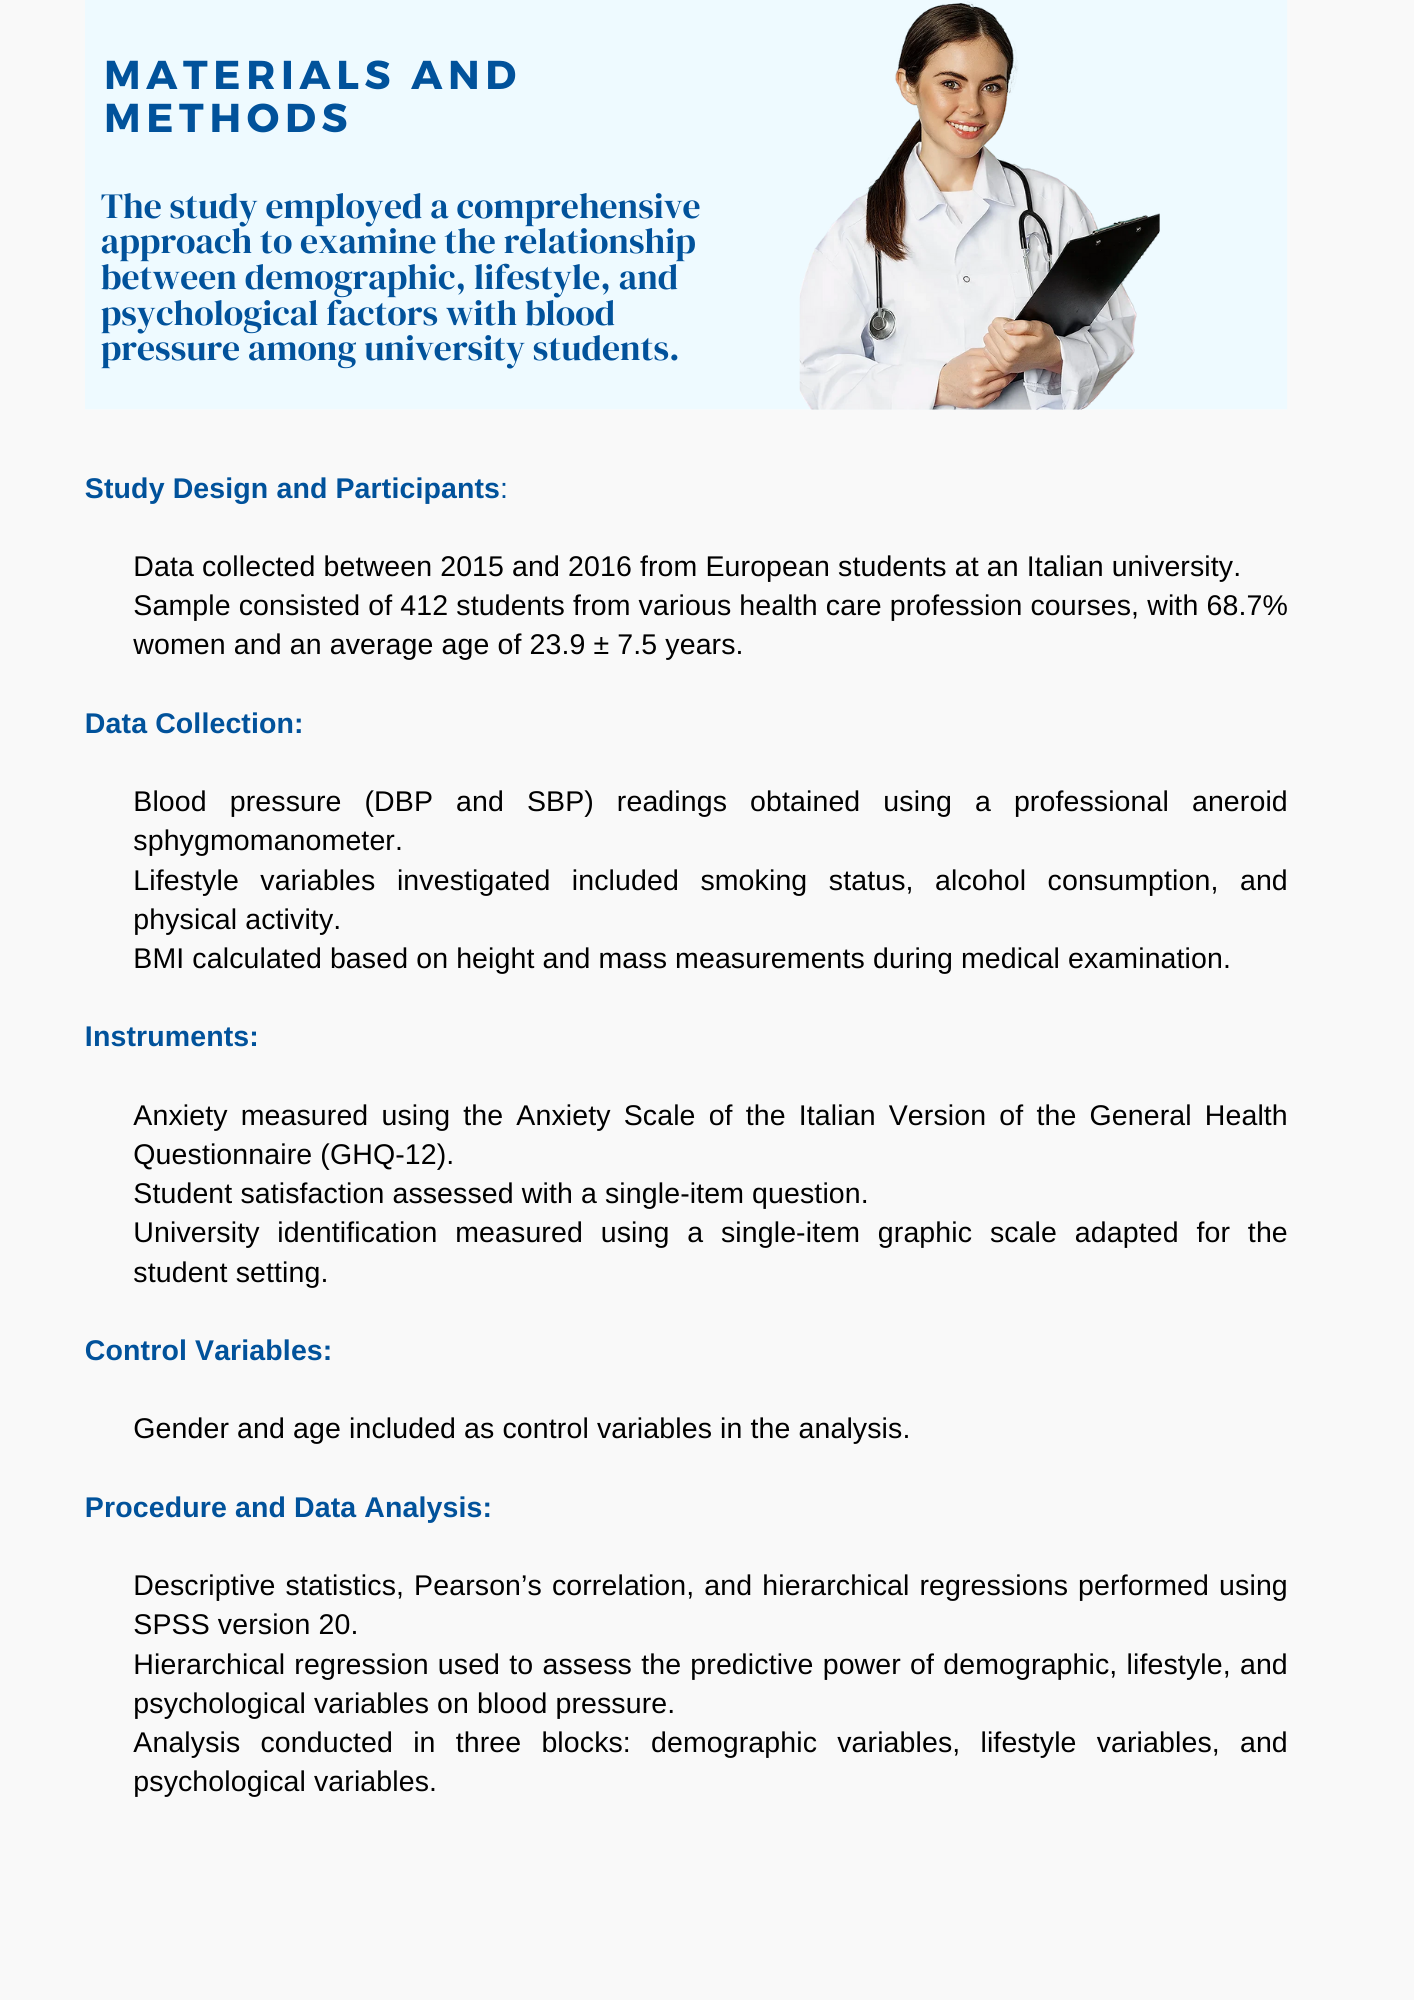 MATERIALS AND
METHODS
The study employed a comprehensive
approach to examine the relationship
between demographic, lifestyle, and
psychological factors with blood
pressure among university students.
Study Design and Participants:
Data collected between 2015 and 2016 from European students at an Italian university.
Sample consisted of 412 students from various health care profession courses, with 68.7%
women and an average age of 23.9 ± 7.5 years.
Data Collection:
Blood pressure (DBP and SBP) readings obtained using a professional aneroid
sphygmomanometer.
Lifestyle variables investigated included smoking status, alcohol consumption, and
physical activity.
BMI calculated based on height and mass measurements during medical examination.
Instruments:
Anxiety measured using the Anxiety Scale of the Italian Version of the General Health
Questionnaire (GHQ-12).
Student satisfaction assessed with a single-item question.
University identification measured using a single-item graphic scale adapted for the
student setting.
Control Variables:
Gender and age included as control variables in the analysis.
Procedure and Data Analysis:
Descriptive statistics, Pearson’s correlation, and hierarchical regressions performed using
SPSS version 20.
Hierarchical regression used to assess the predictive power of demographic, lifestyle, and
psychological variables on blood pressure.
Analysis conducted in three blocks: demographic variables, lifestyle variables, and
psychological variables.